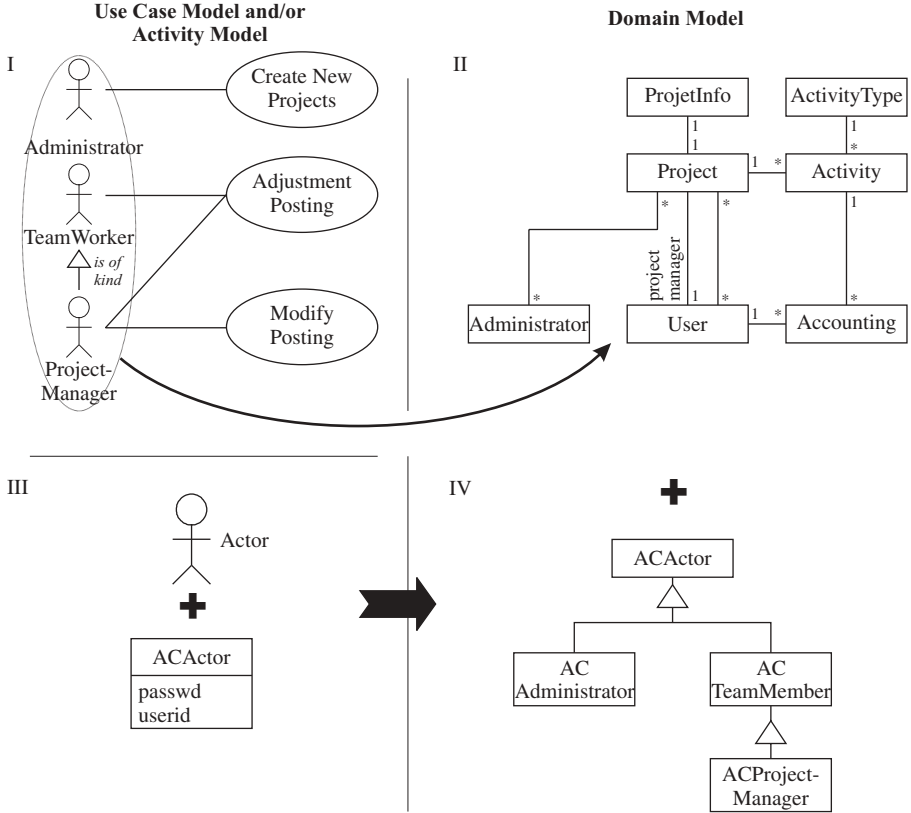 Use Case Model and/or
Activity Model
Domain Model
I
Create New
Projects
Administrator
Adjustment
Posting
TeamWorker
is of
kind
Modify
Posting
Project-
Manager
II
ProjetInfo
ActivityType
1
1
1
*
Project
1
*
Activity
*
*
1
project
manager
*
1
*
*
Administrator
User
1
*
Accounting
III
Actor
ACActor
passwd
userid
IV
ACActor
AC
Administrator
AC
TeamMember
ACProject-
Manager